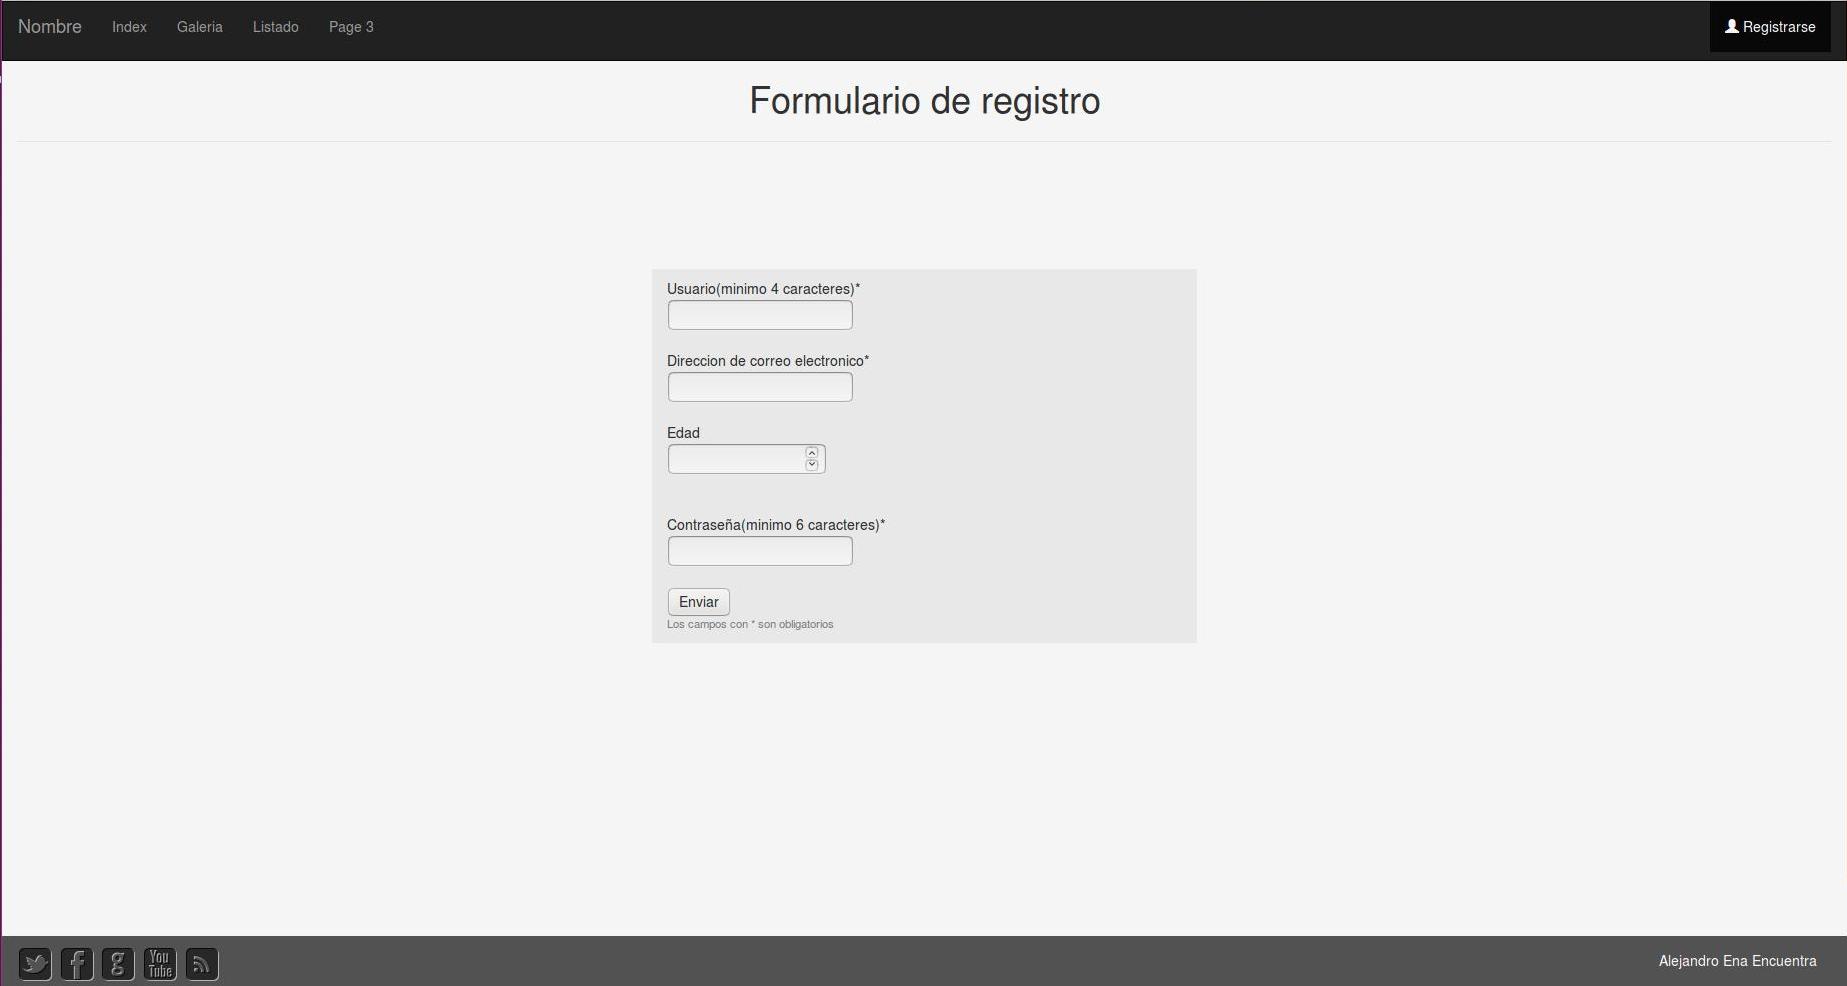 Nombre Index Galeria Listado Page 3 Registrarse
Formulario de registro
Usuario(minimo 4 caracteres)*
Direccion de correo electronico*
Edad
Contraseña(minimo 6 caracteres)*
Enviar
Los campos con * son obligatorios
You
Tube
Alejandro Ena Encuentra